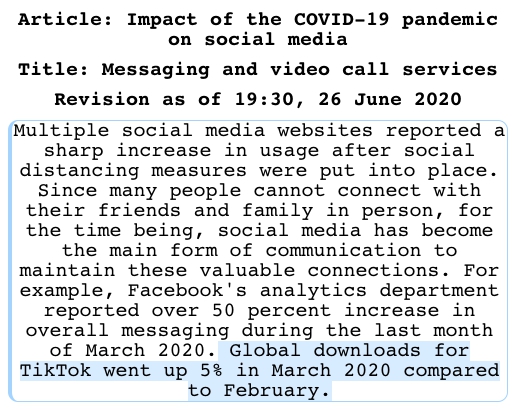 Article: Impact of the COVID-19 pandemic
on social media
Title: Messaging and video call services
Revision as of 19:30, 26 June 2020
Multiple social media websites reported a
sharp increase in usage after social
distancing measures were put into place.
Since many people cannot connect with
their friends and family in person, for
the time being, social media has become
the main form of communication to
maintain these valuable connections. For
example, Facebook's analytics department
reported over 50 percent increase in
overall messaging during the last month
of March 2020. Global downloads for
TikTok went up 5% in March 2020 compared
to February.